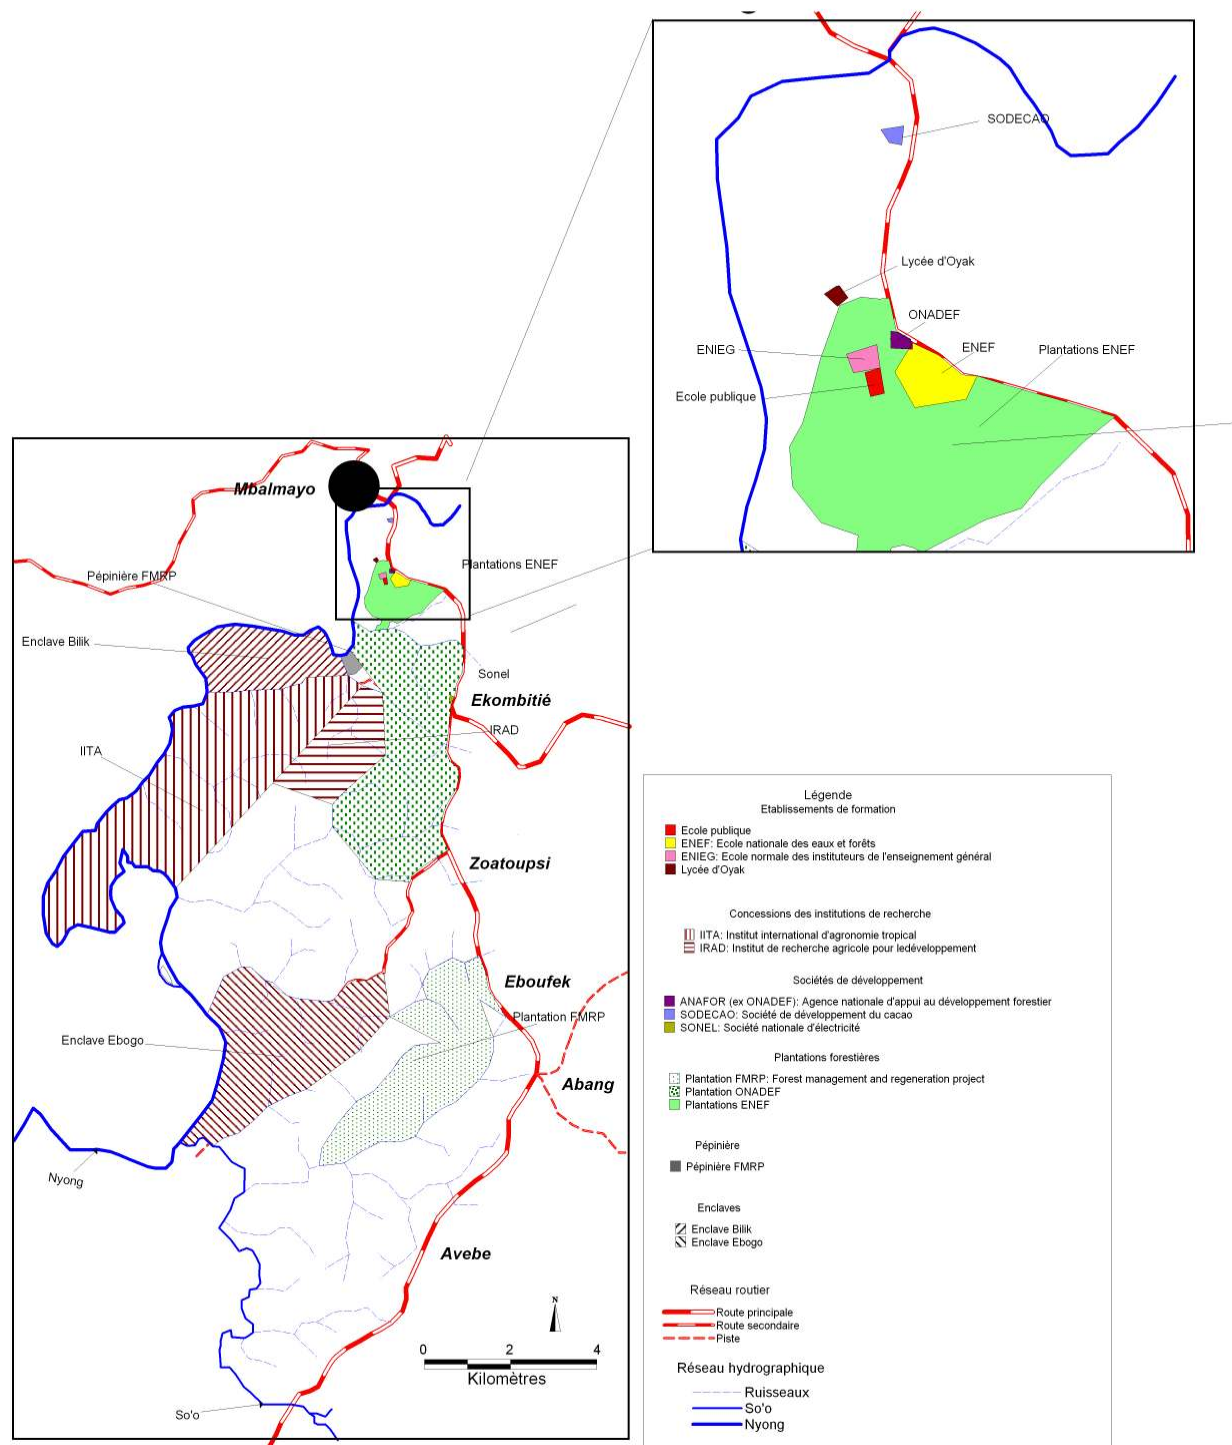 SODECAO
Lycée d'Oyak
ONADEF
ENIEG
ENEF
Plantations ENEF
Ecole publique
Mbalmayo
Plantations ENEF
Pépinière FMRP
Enclave Bilik
Sonel
Ekombitié
IRAD
IITA
Zoatoupsi
Eboufek
Plantation FMRP
Enclave Ebogo
Abang
Nyong
Avebe
N
0 2 4
Kilomètres
So'o
Légende
Etablissements de formation
Ecole publique
ENEF: Ecole nationale des eaux et forêts
ENIEG: Ecole normale des instituteurs de l'enseignement général
Lycée d'Oyak
Concessions des institutions de recherche
IITA: Institut international d'agronomie tropical
IRAD: Institut de recherche agricole pour ledéveloppement
Sociétés de développement
ANAFOR (ex ONADEF): Agence nationale d'appui au développement forestier
SODECAO: Société de développement du cacao
SONEL: Société nationale d'électricité
Plantations forestières
Plantation FMRP: Forest management and regeneration project
Plantation ONADEF
Plantations ENEF
Pépinière
Pépinière FMRP
Enclaves
Enclave Bilik
Enclave Ebogo
Réseau routier
Route principale
Route secondaire
Piste
Réseau hydrographique
Ruisseaux
So'o
Nyong